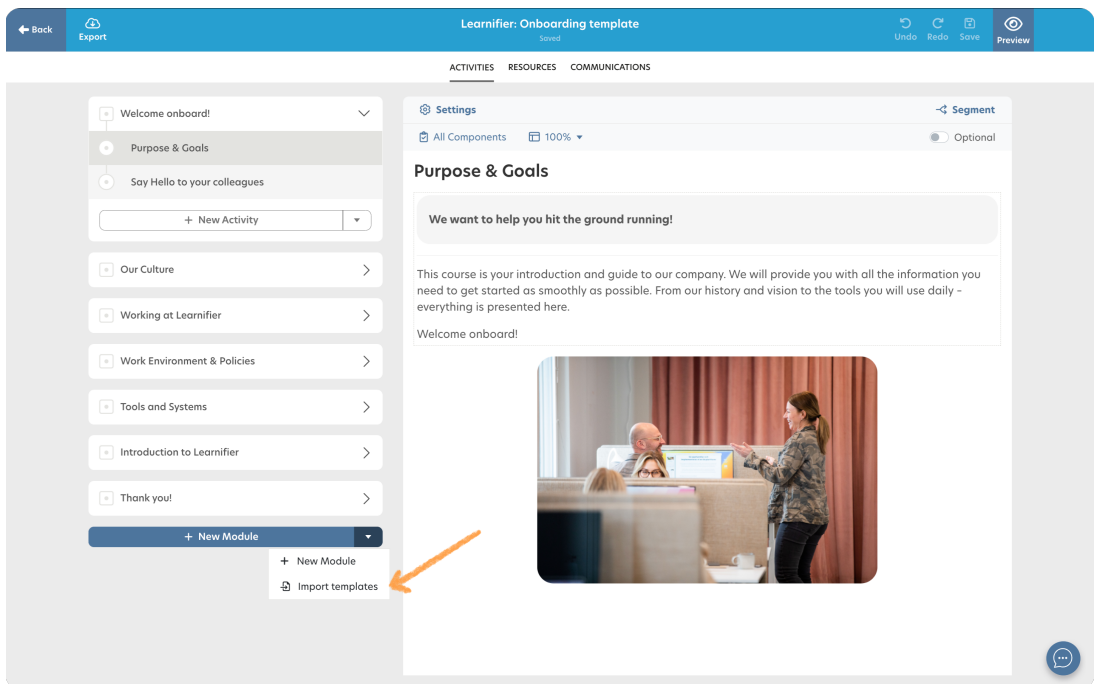 Back
Export
Learnifier: Onboarding template
Saved
Undo
Redo
Save
Preview
ACTIVITIES
RESOURCES
COMMUNICATIONS
Welcome onboard!
Purpose & Goals
Say Hello to your colleagues
+ New Activity
Our Culture
Working at Learnifier
Work Environment & Policies
Tools and Systems
Introduction to Learnifier
Thank you!
+ New Module
+ New Module
Import templates
Settings
Segment
All Components
100%
Optional
Purpose & Goals
We want to help you hit the ground running!
This course is your introduction and guide to our company. We will provide you with all the information you
need to get started as smoothly as possible. From our history and vision to the tools you will use daily –
everything is presented here.
Welcome onboard!